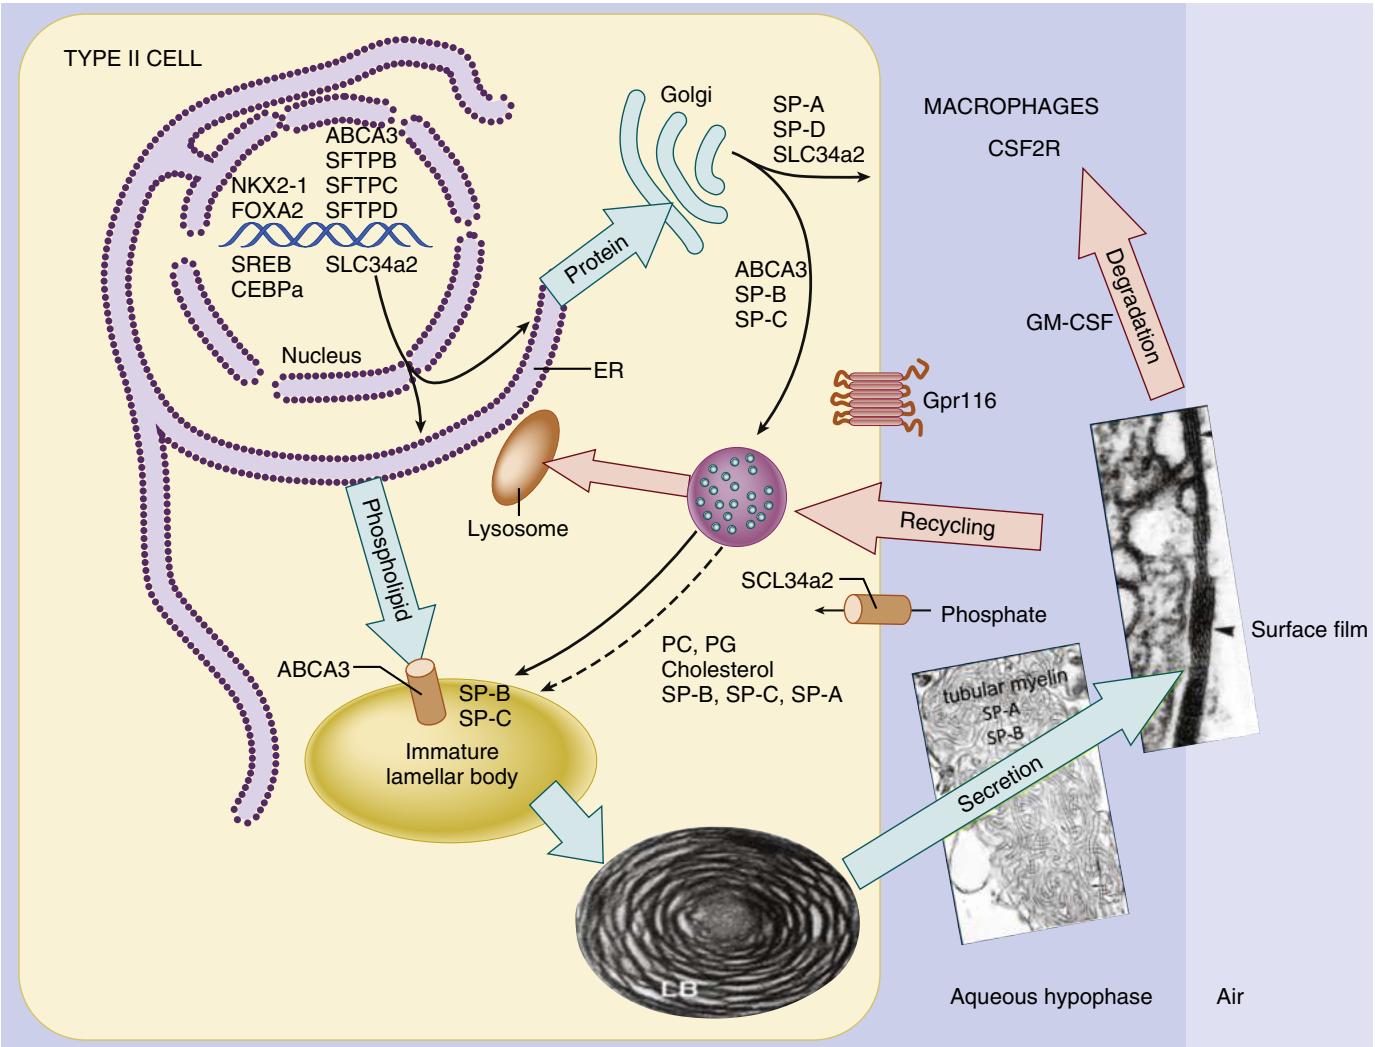 TYPE II CELL
ABCA3
SFTPB
NKX2-1 SFTPC
FOXA2 SFTPD
SREB SLC34a2
CEBPa
Nucleus
ER
Protein
Golgi
SP-A
SP-D
SLC34a2
ABCA3
SP-B
SP-C
MACROPHAGES
CSF2R
Degradation
GM-CSF
Gpr116
Lysosome
Recycling
Phospholipid
SCL34a2
Phosphate
Surface film
PC, PG
Cholesterol
SP-B, SP-C, SP-A
ABCA3
SP-B
SP-C
Immature
lamellar body
tubular myelin
SP-A
SP-B
Secretion
LB
Aqueous hypophase
Air